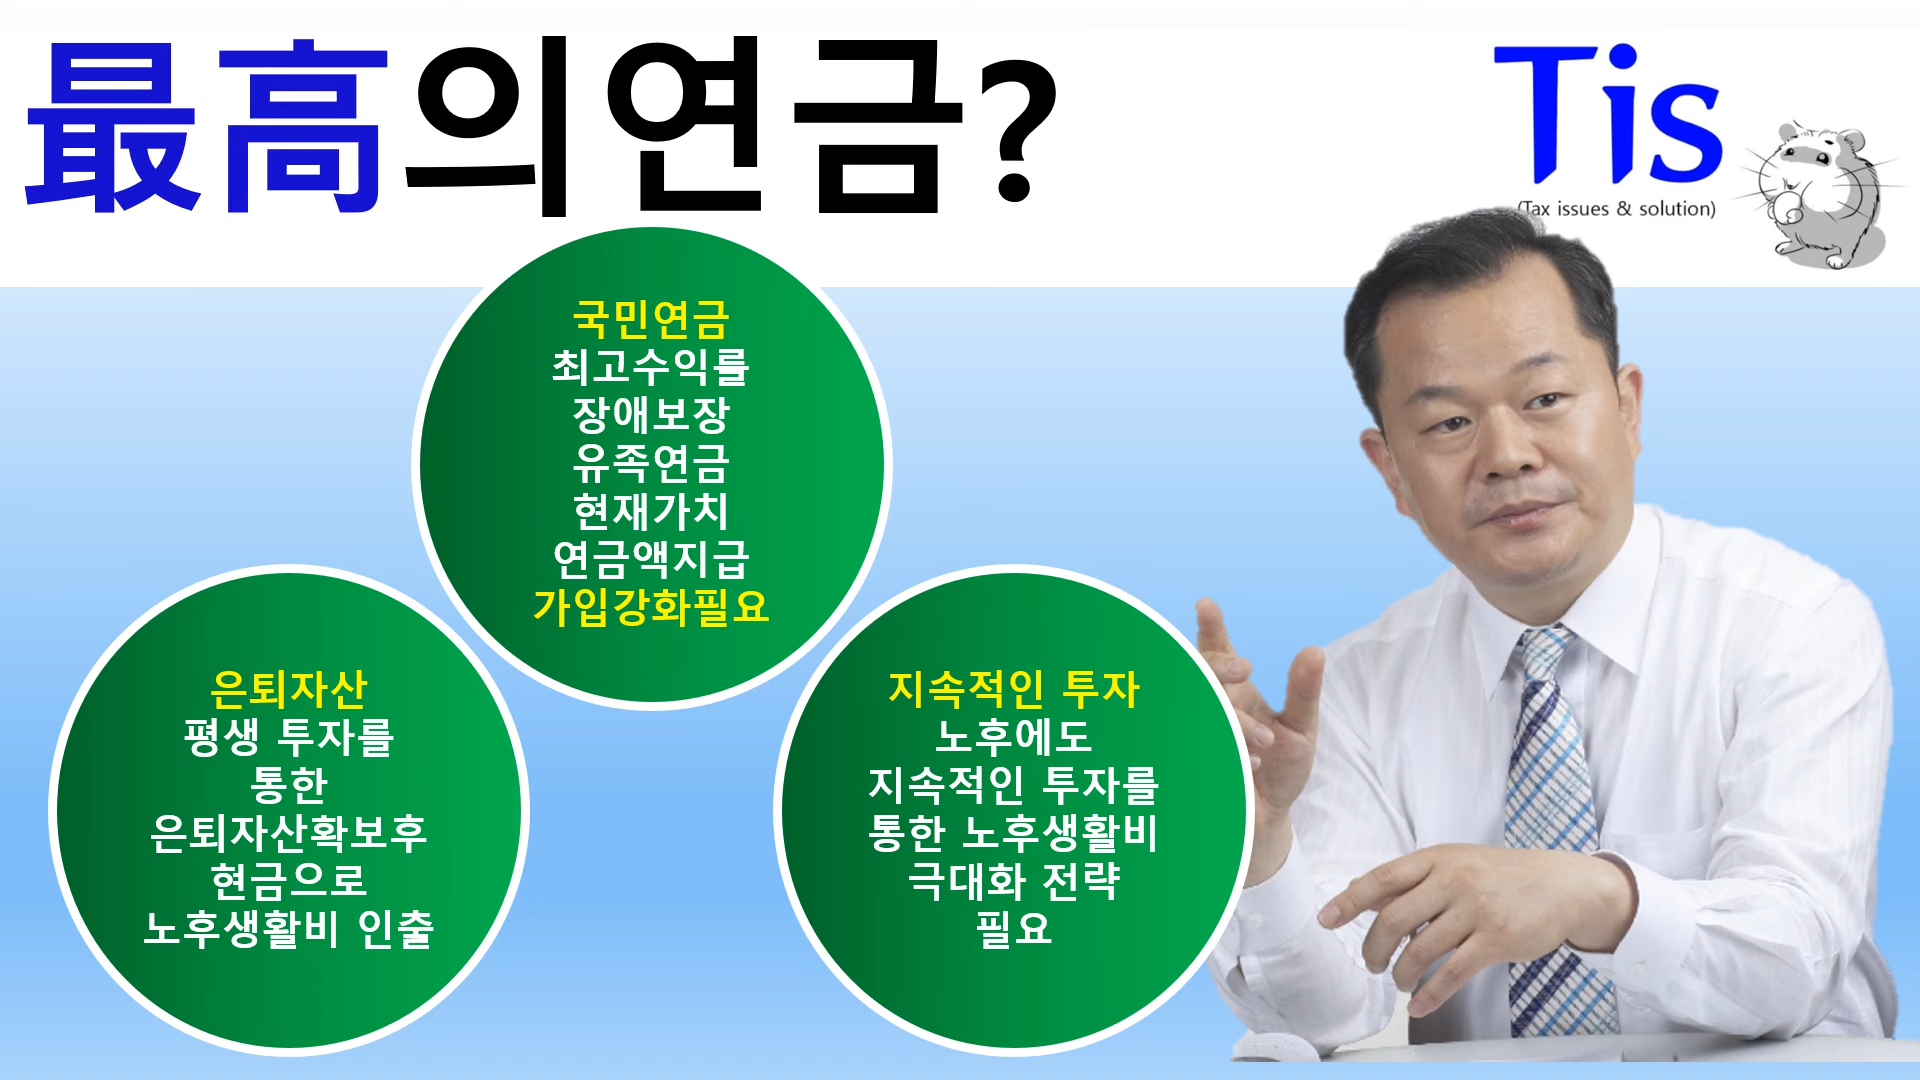 最高의연금?
Tis
(Tax issues & solution)
국민연금
최고수익률
장애보장
유족연금
현재가치
연금액지급
가입강화필요
은퇴자산
평생 투자를
통한
은퇴자산확보후
현금으로
노후생활비 인출
지속적인 투자
노후에도
지속적인 투자를
통한 노후생활비
극대화 전략
필요